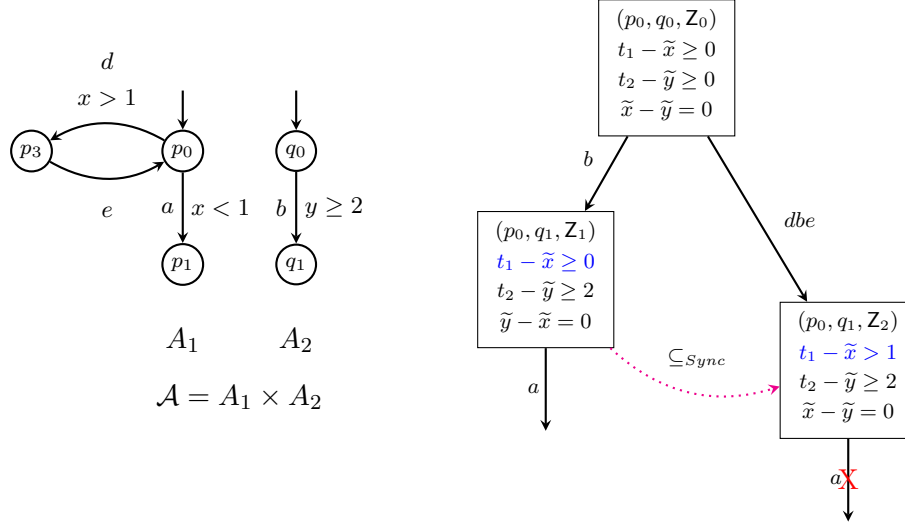 d
x > 1
p₃
p₀
q₀
e
a
x < 1
b
y ≥ 2
p₁
q₁
A₁
A₂
𝒜 = A₁ × A₂
(p₀, q₀, Z₀)
t₁ − x̃ ≥ 0
t₂ − ỹ ≥ 0
x̃ − ỹ = 0
b
dbe
(p₀, q₁, Z₁)
t₁ − x̃ ≥ 0
t₂ − ỹ ≥ 2
ỹ − x̃ = 0
a
⊆Sync
(p₀, q₁, Z₂)
t₁ − x̃ > 1
t₂ − ỹ ≥ 2
x̃ − ỹ = 0
a X